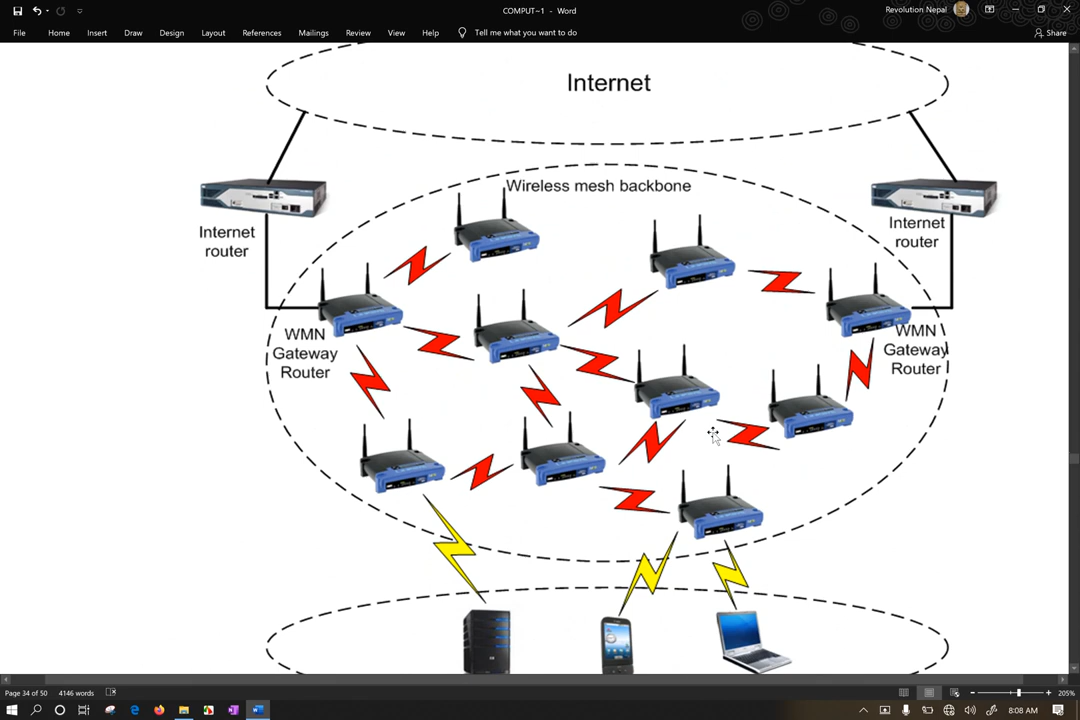 COMPUT~1 - Word
Revolution Nepal
File Home Insert Draw Design Layout References Mailings Review View Help Tell me what you want to do Share
Internet
Wireless mesh backbone
Internet
router
Internet
router
WMN
Gateway
Router
WMN
Gateway
Router
Page 34 of 50 4146 words 205%
8:08 AM